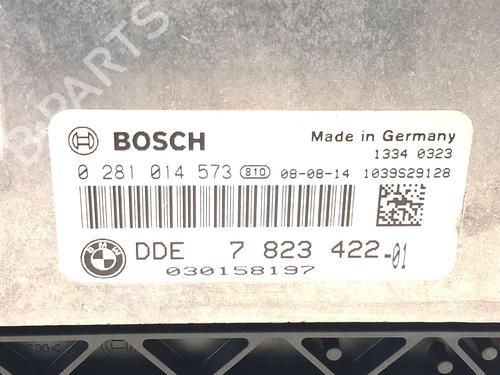 B-PARTS
BOSCH
Made in Germany
1334 0323
0 281 014 573 810 08-08-14 1039S29128
BMW DDE 7 823 422-01
030158197